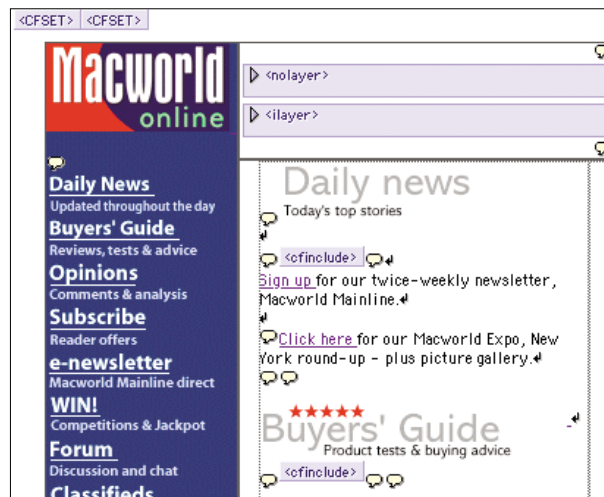 <CFSET> <CFSET>
Macworld
online
<nolayer>
<ilayer>
Daily News
Updated throughout the day
Buyers' Guide
Reviews, tests & advice
Opinions
Comments & analysis
Subscribe
Reader offers
e-newsletter
Macworld Mainline direct
WIN!
Competitions & Jackpot
Forum
Discussion and chat
Classifieds
Daily news
Today's top stories
<cfinclude>
Sign up for our twice-weekly newsletter,
Macworld Mainline.
Click here for our Macworld Expo, New
York round-up - plus picture gallery.
Buyers' Guide
Product tests & buying advice
<cfinclude>